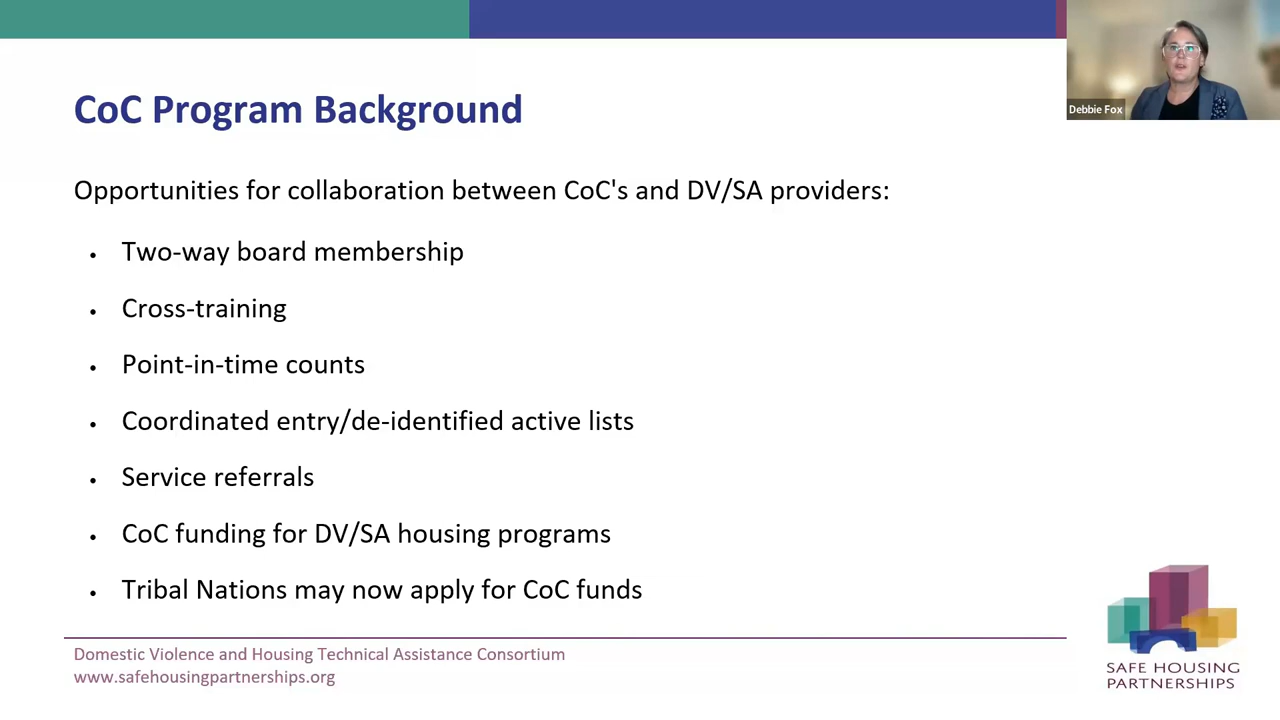 Debbie Fox
CoC Program Background
Opportunities for collaboration between CoC's and DV/SA providers:
• Two-way board membership
• Cross-training
• Point-in-time counts
• Coordinated entry/de-identified active lists
• Service referrals
• CoC funding for DV/SA housing programs
• Tribal Nations may now apply for CoC funds
Domestic Violence and Housing Technical Assistance Consortium
www.safehousingpartnerships.org
SAFE HOUSING
PARTNERSHIPS